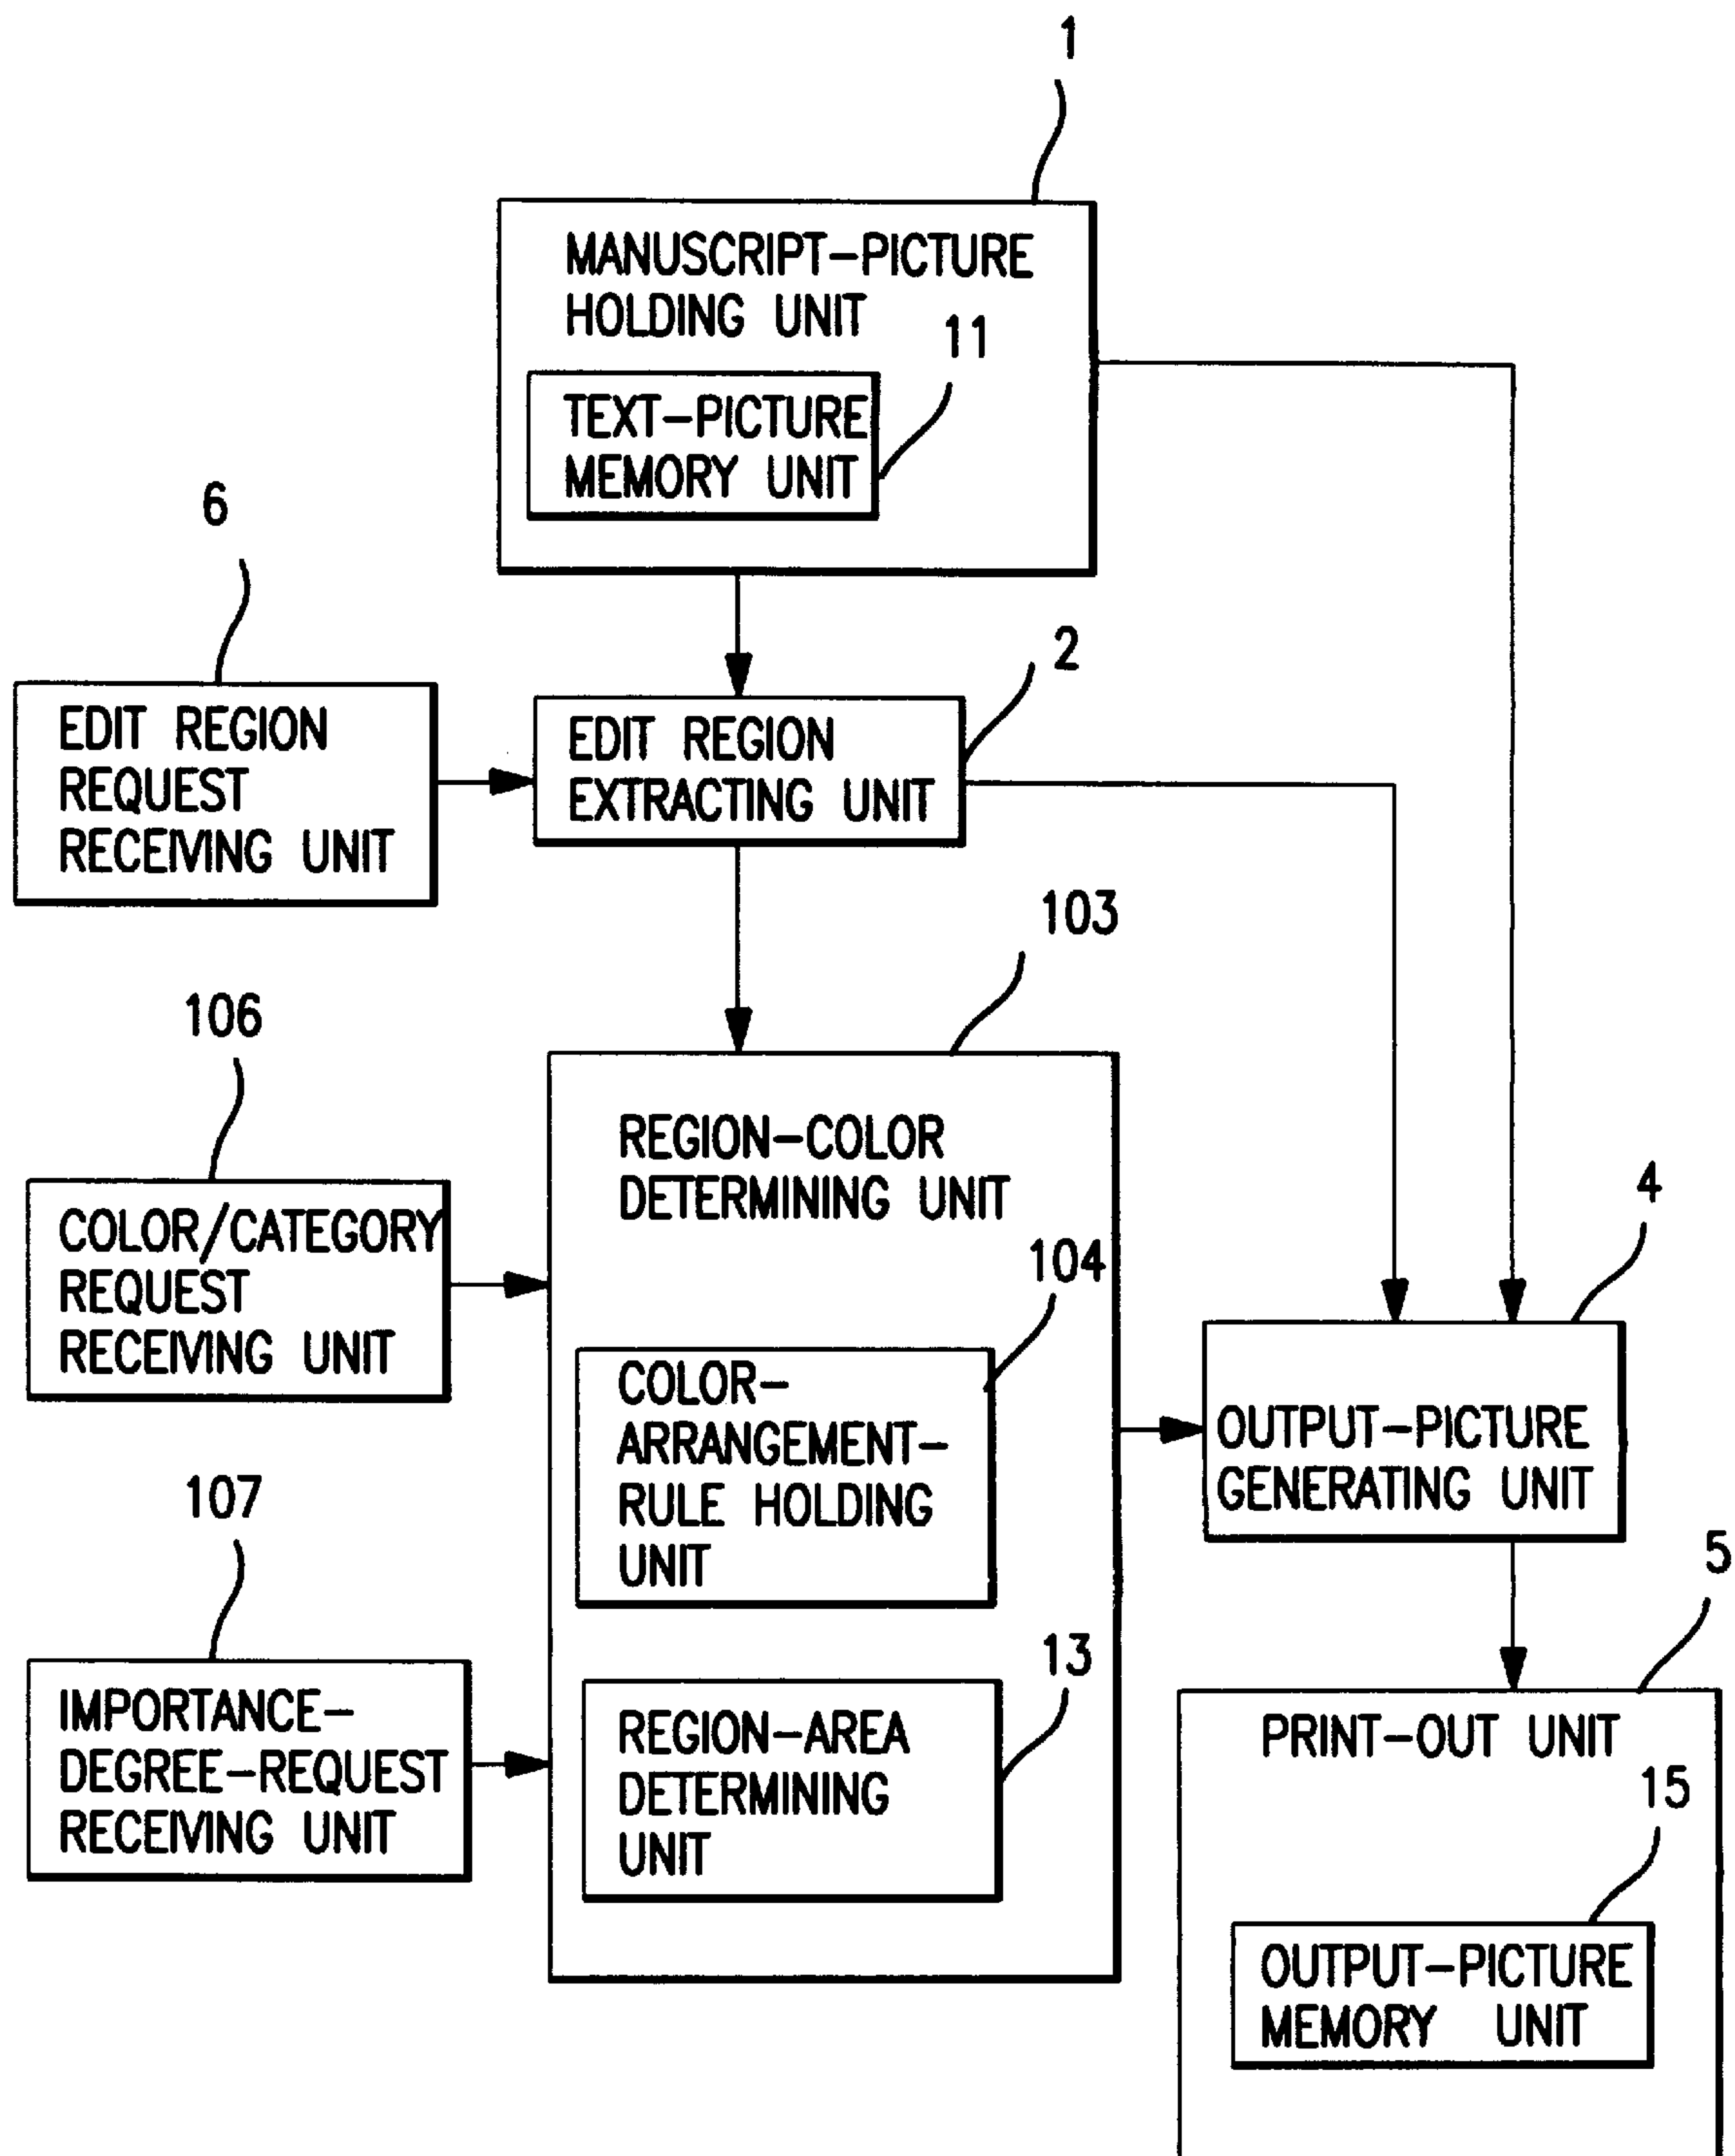 1
MANUSCRIPT-PICTURE
HOLDING UNIT
11
TEXT-PICTURE
MEMORY UNIT
6
EDIT REGION
REQUEST
RECEIVING UNIT
2
EDIT REGION
EXTRACTING UNIT
103
106
COLOR/CATEGORY
REQUEST
RECEIVING UNIT
REGION-COLOR
DETERMINING UNIT
104
COLOR-
ARRANGEMENT-
RULE HOLDING
UNIT
4
OUTPUT-PICTURE
GENERATING UNIT
107
IMPORTANCE-
DEGREE-REQUEST
RECEIVING UNIT
13
REGION-AREA
DETERMINING
UNIT
5
PRINT-OUT UNIT
15
OUTPUT-PICTURE
MEMORY UNIT